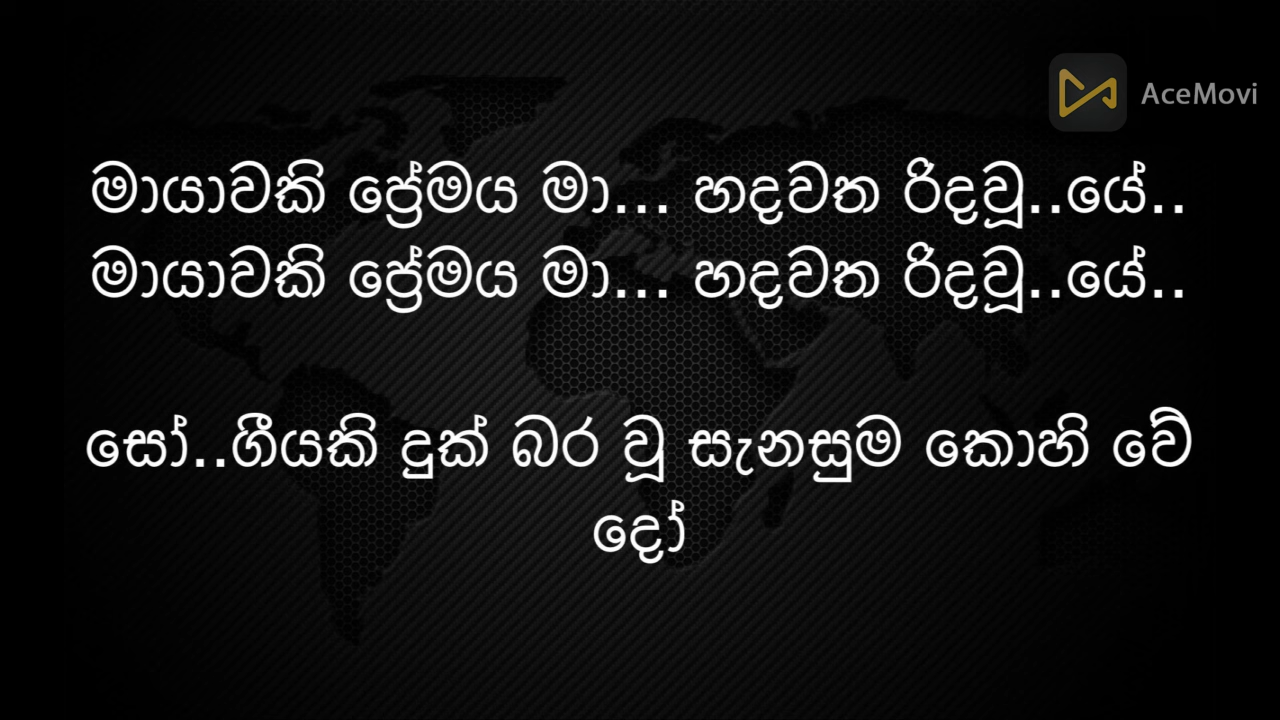 AceMovi
මායාවකි ප්‍රේමය මා... හදවත රිදවූ..යේ..
මායාවකි ප්‍රේමය මා... හදවත රිදවූ..යේ..
සෝ..ගීයකි දුක් බර වූ සැනසුම කොහි වේ
දෝ